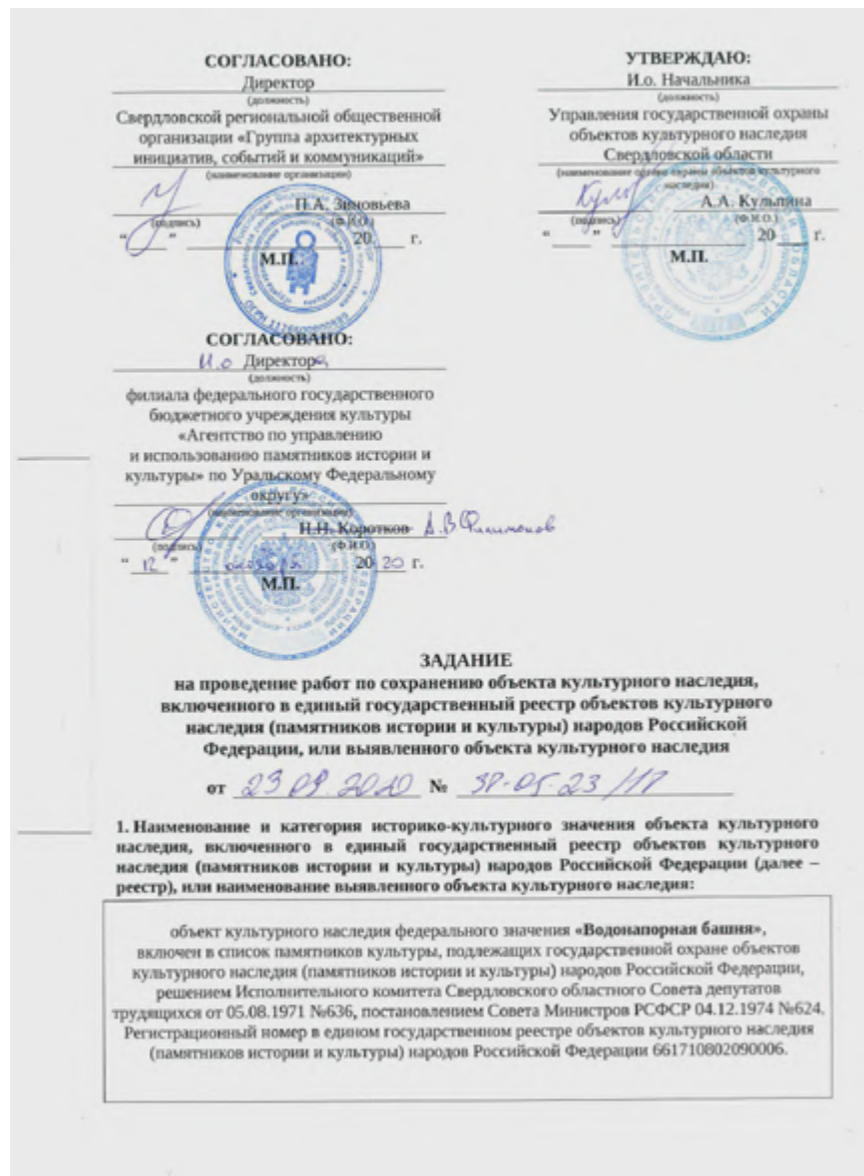 СОГЛАСОВАНО:
Директор
(должность)
Свердловской региональной общественной
организации «Группа архитектурных
инициатив, событий и коммуникаций»
(наименование организации)
П.А. Зиновьева
(подпись) (Ф.И.О.)
“ ” 20 г.
М.П.
УТВЕРЖДАЮ:
И.о. Начальника
(должность)
Управления государственной охраны
объектов культурного наследия
Свердловской области
(наименование органа охраны объектов культурного
наследия)
А.А. Кульпина
(подпись) (Ф.И.О.)
“ ” 20 г.
М.П.
СОГЛАСОВАНО:
И.о Директора
(должность)
филиала федерального государственного
бюджетного учреждения культуры
«Агентство по управлению
и использованию памятников истории и
культуры» по Уральскому Федеральному
округу»
(наименование организации)
Н.Н. Коротков А.В Филимонов
(подпись) (Ф.И.О.)
“ 12 ” 20 20 г.
М.П.
ЗАДАНИЕ
на проведение работ по сохранению объекта культурного наследия,
включенного в единый государственный реестр объектов культурного
наследия (памятников истории и культуры) народов Российской
Федерации, или выявленного объекта культурного наследия
от 23 09 2020 №
1. Наименование и категория историко-культурного значения объекта культурного
наследия, включенного в единый государственный реестр объектов культурного
наследия (памятников истории и культуры) народов Российской Федерации (далее –
реестр), или наименование выявленного объекта культурного наследия:
объект культурного наследия федерального значения «Водонапорная башня»,
включен в список памятников культуры, подлежащих государственной охране объектов
культурного наследия (памятников истории и культуры) народов Российской Федерации,
решением Исполнительного комитета Свердловского областного Совета депутатов
трудящихся от 05.08.1971 №636, постановлением Совета Министров РСФСР 04.12.1974 №624.
Регистрационный номер в едином государственном реестре объектов культурного наследия
(памятников истории и культуры) народов Российской Федерации 661710802090006.